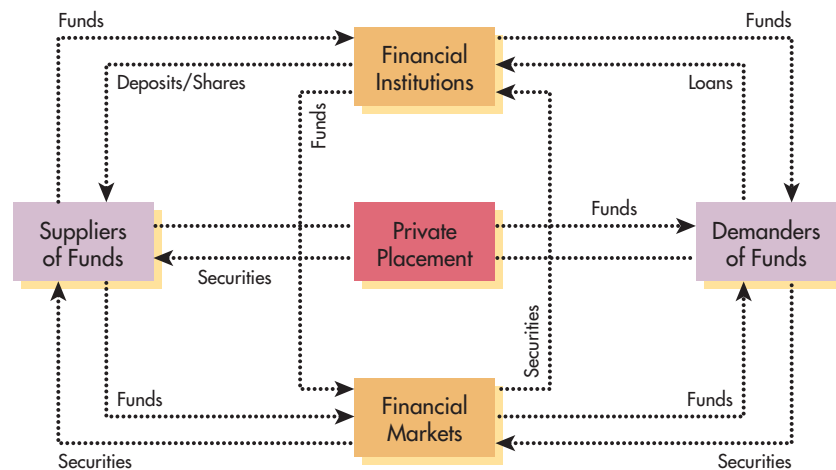 Funds
Funds
Financial
Institutions
Deposits/Shares
Loans
Funds
Suppliers
of Funds
Private
Placement
Funds
Demanders
of Funds
Securities
Securities
Funds
Financial
Markets
Funds
Securities
Securities